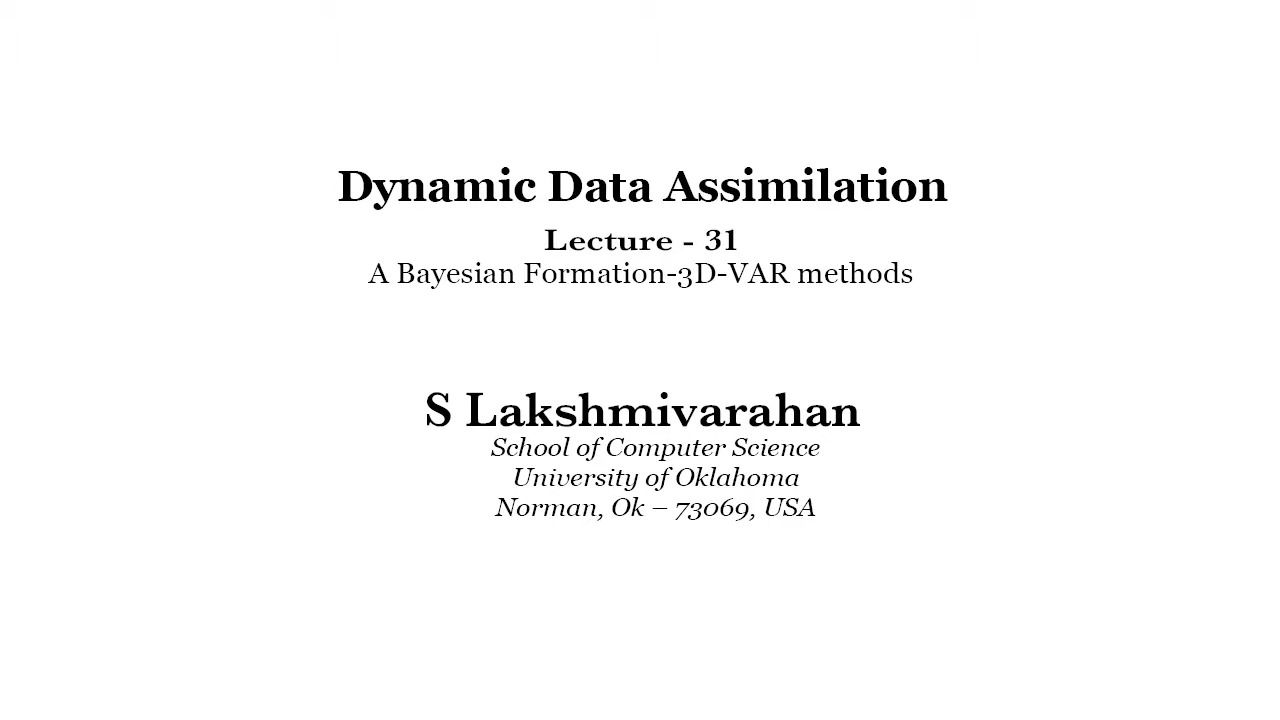 Dynamic Data Assimilation
Lecture - 31
A Bayesian Formation-3D-VAR methods
S Lakshmivarahan
School of Computer Science
University of Oklahoma
Norman, Ok – 73069, USA